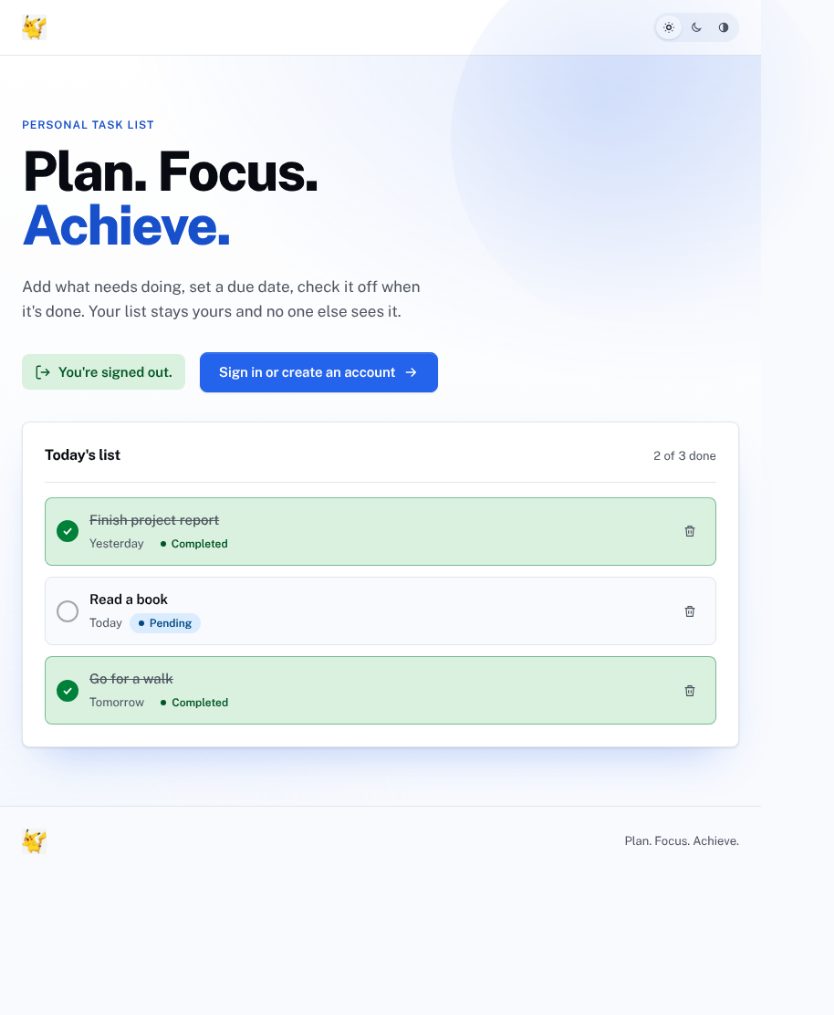 PERSONAL TASK LIST
Plan. Focus.
Achieve.
Add what needs doing, set a due date, check it off when
it's done. Your list stays yours and no one else sees it.
You're signed out.
Sign in or create an account
Today's list
2 of 3 done
Finish project report
Yesterday
Completed
Read a book
Today
Pending
Go for a walk
Tomorrow
Completed
Plan. Focus. Achieve.